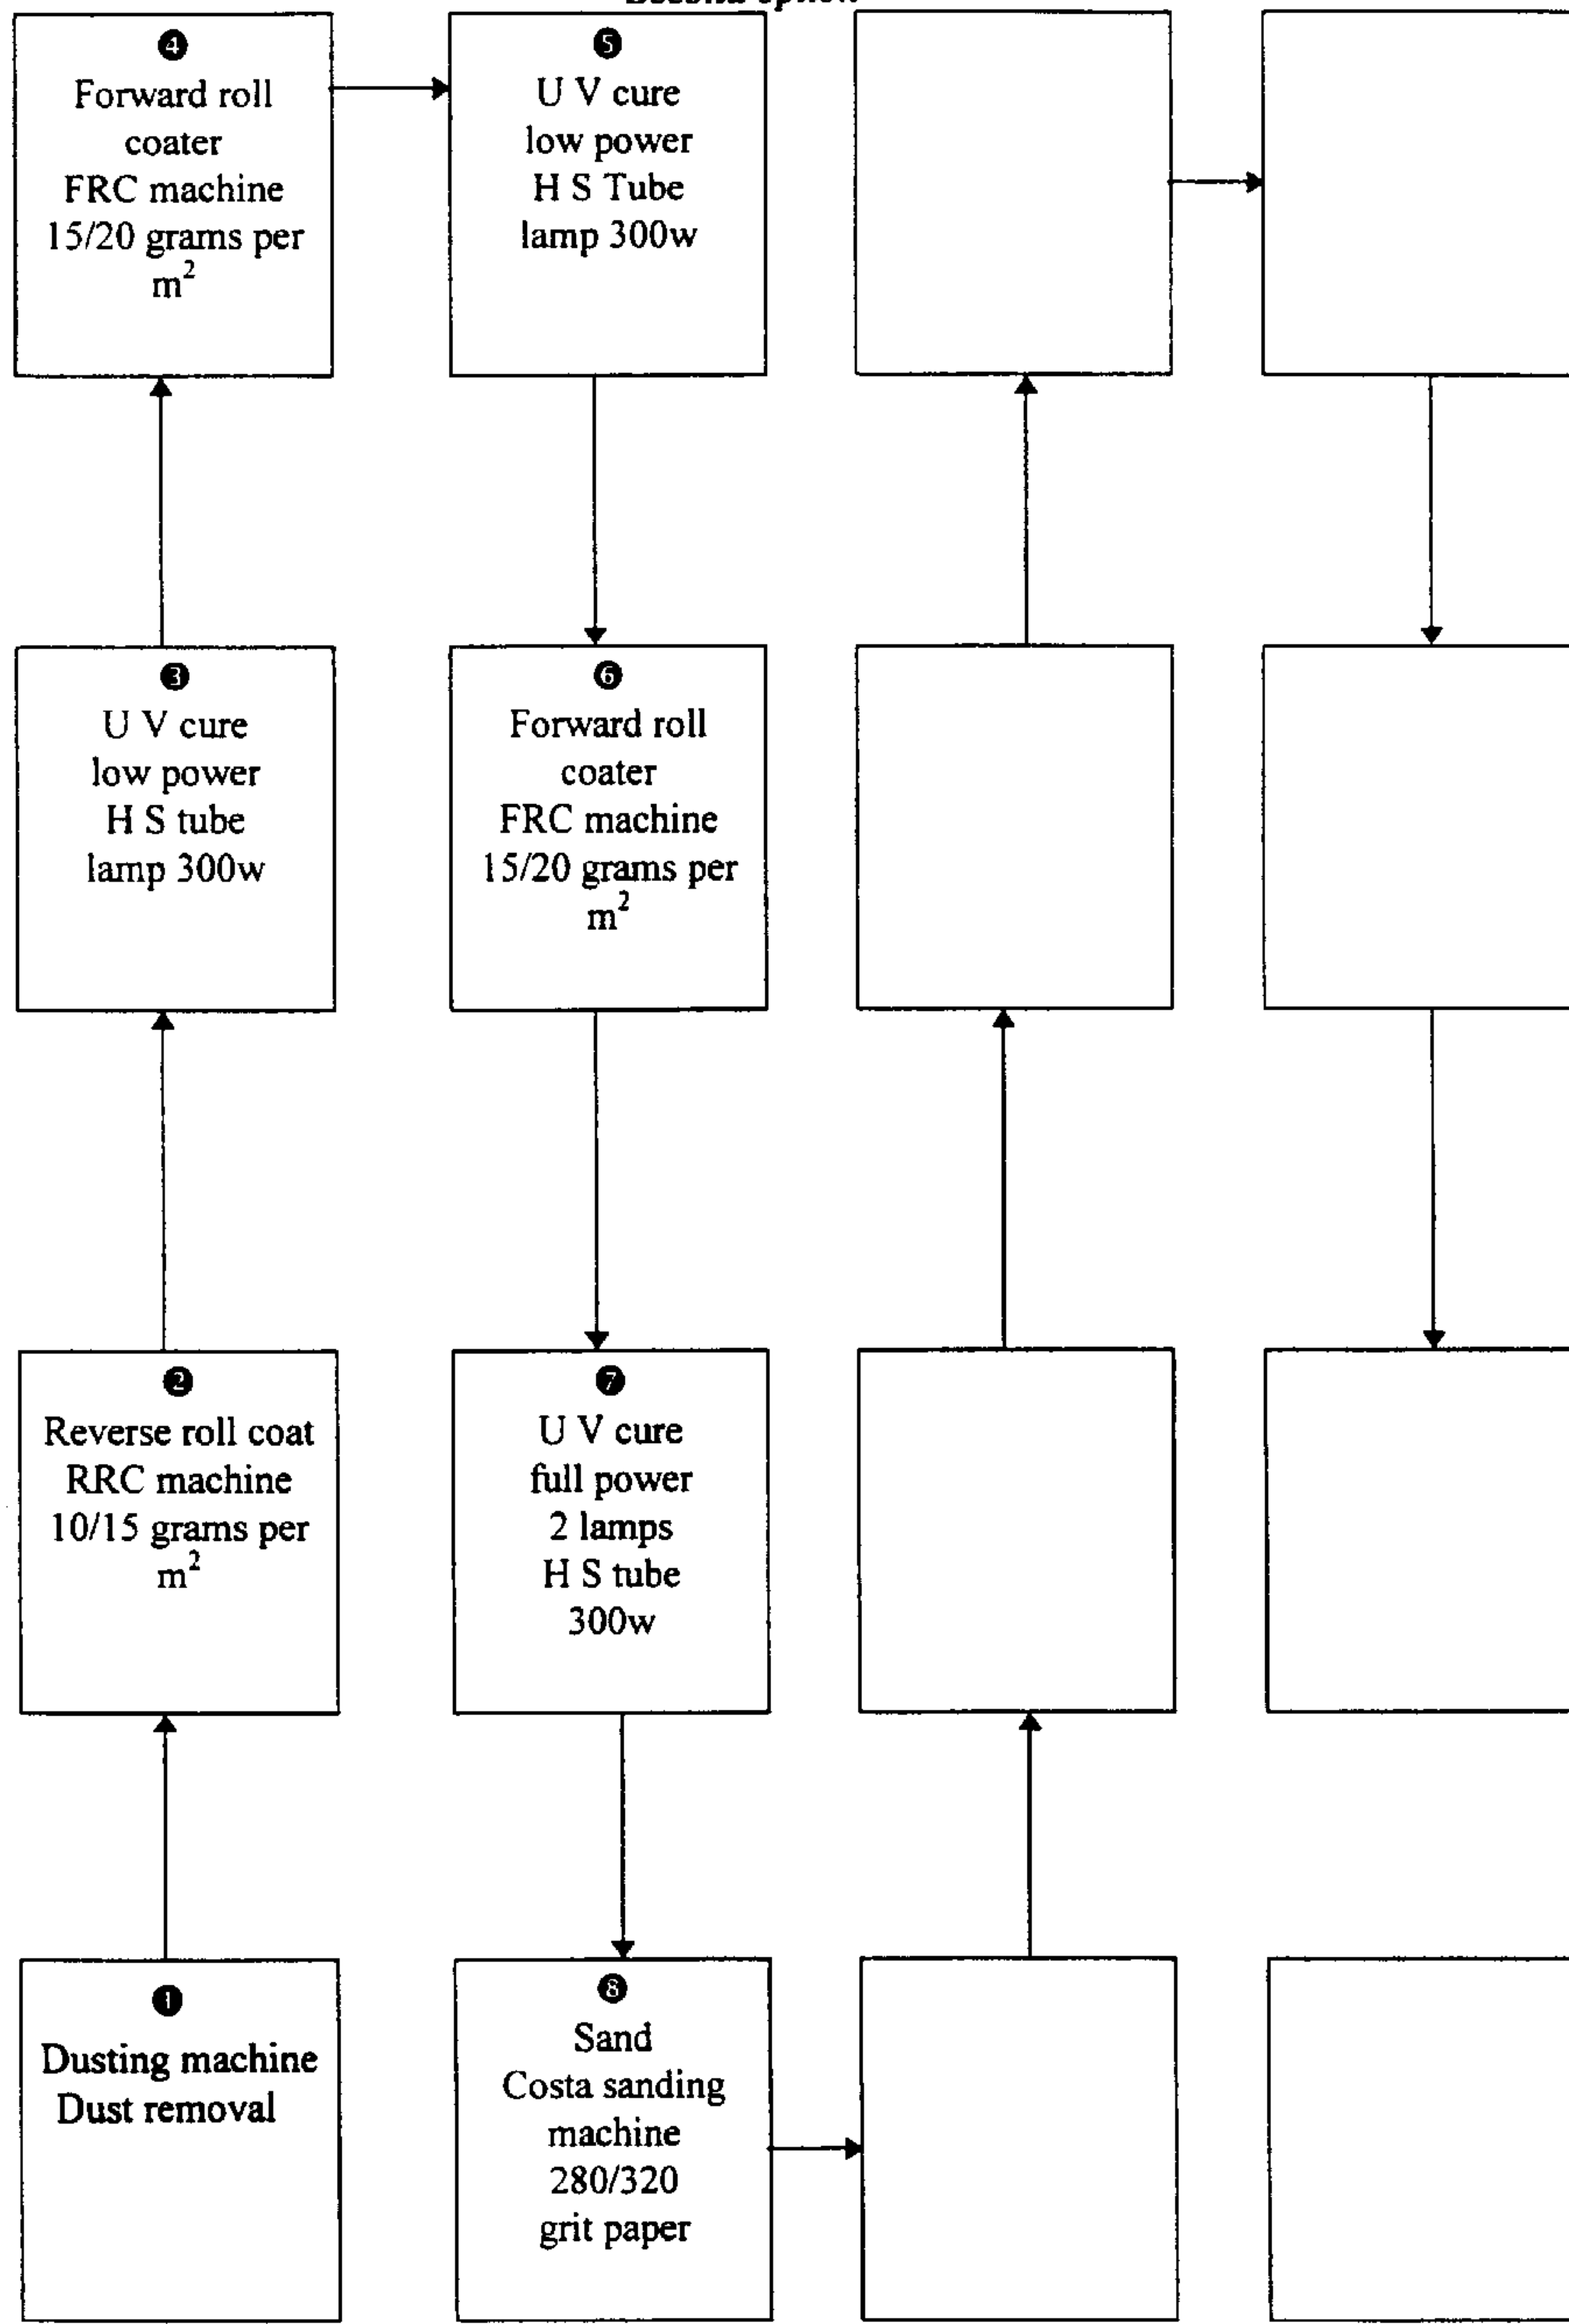 ❹
Forward roll
coater
FRC machine
15/20 grams per
m²
❺
U V cure
low power
H S Tube
lamp 300w
❸
U V cure
low power
H S tube
lamp 300w
❻
Forward roll
coater
FRC machine
15/20 grams per
m²
❷
Reverse roll coat
RRC machine
10/15 grams per
m²
❼
U V cure
full power
2 lamps
H S tube
300w
❶
Dusting machine
Dust removal
❽
Sand
Costa sanding
machine
280/320
grit paper